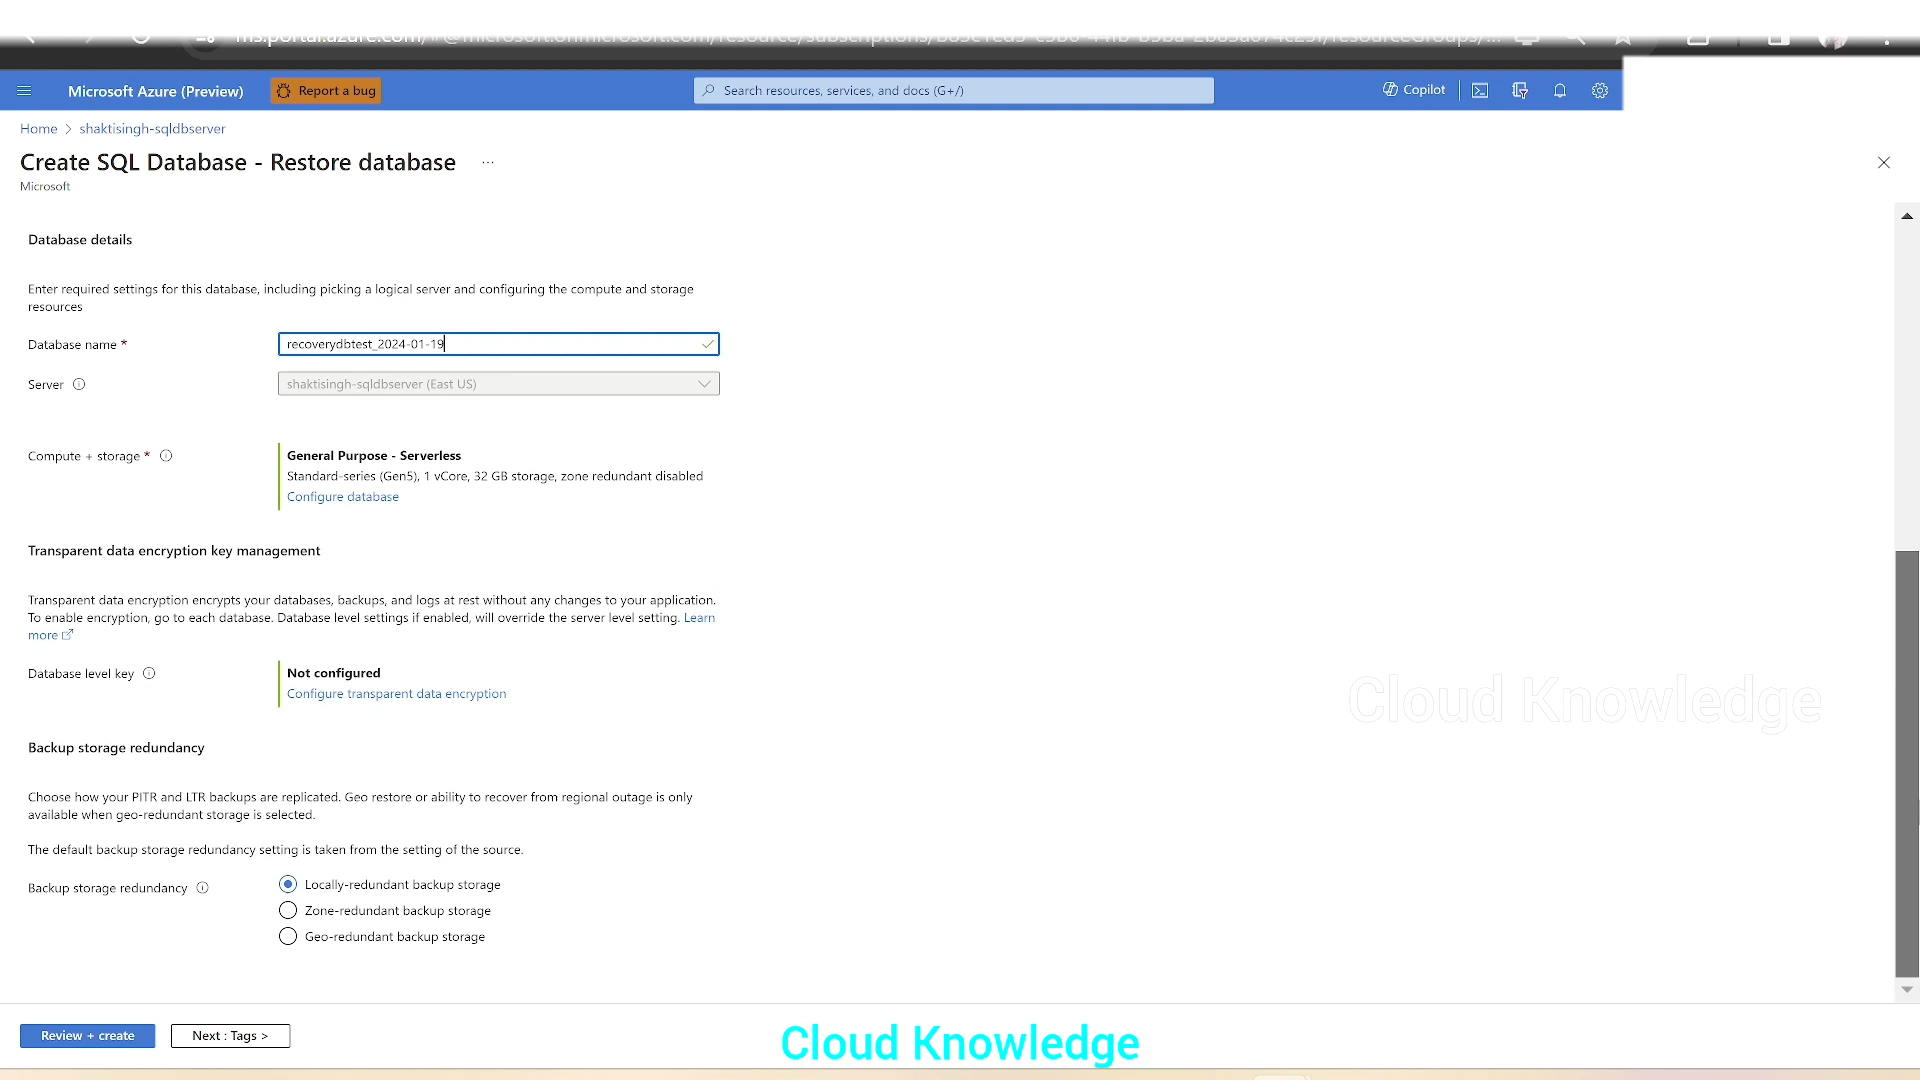 Microsoft Azure (Preview)
Report a bug
Search resources, services, and docs (G+/)
Copilot
Home > shaktisingh-sqldbserver
Create SQL Database - Restore database ...
Microsoft
Database details
Enter required settings for this database, including picking a logical server and configuring the compute and storage
resources
Database name *
recoverydbtest_2024-01-19
Server
shaktisingh-sqldbserver (East US)
Compute + storage *
General Purpose - Serverless
Standard-series (Gen5), 1 vCore, 32 GB storage, zone redundant disabled
Configure database
Transparent data encryption key management
Transparent data encryption encrypts your databases, backups, and logs at rest without any changes to your application.
To enable encryption, go to each database. Database level settings if enabled, will override the server level setting. Learn
more
Database level key
Not configured
Configure transparent data encryption
Cloud Knowledge
Backup storage redundancy
Choose how your PITR and LTR backups are replicated. Geo restore or ability to recover from regional outage is only
available when geo-redundant storage is selected.
The default backup storage redundancy setting is taken from the setting of the source.
Backup storage redundancy
Locally-redundant backup storage
Zone-redundant backup storage
Geo-redundant backup storage
Review + create
Next : Tags >
Cloud Knowledge